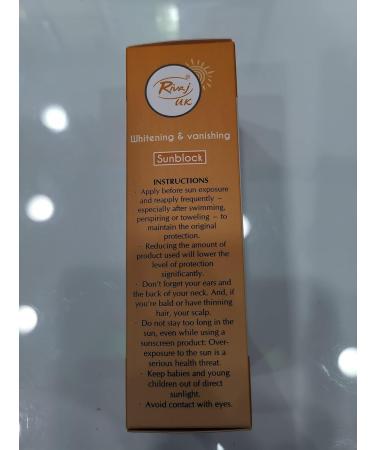 Rivaj
UK
®
Whitening & vanishing
Sunblock
INSTRUCTIONS
· Apply before sun exposure
and reapply frequently –
especially after swimming,
perspiring or toweling – to
maintain the original
protection.
· Reducing the amount of
product used will lower the
level of protection
significantly.
· Don't forget your ears and
the back of your neck. And, if
you're bald or have thinning
hair, your scalp.
· Do not stay too long in the
sun, even while using a
sunscreen product: Over-
exposure to the sun is a
serious health threat.
· Keep babies and young
children out of direct
sunlight.
· Avoid contact with eyes.